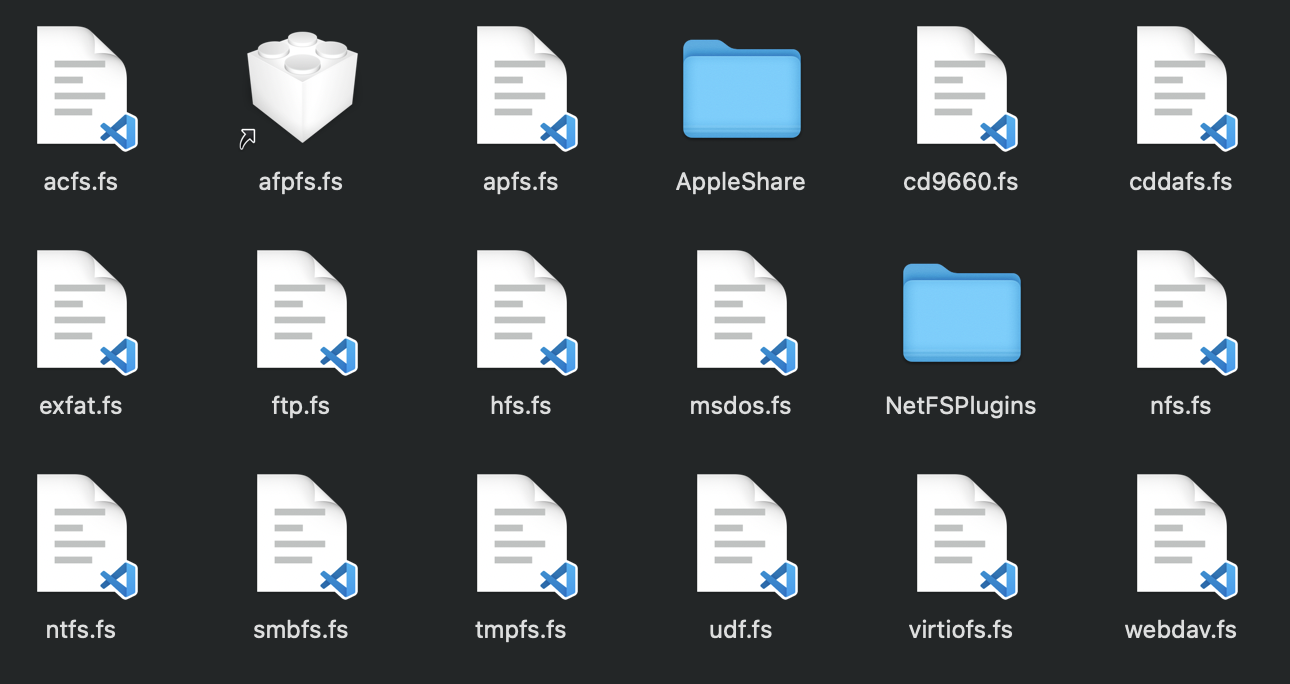 acfs.fs
afpfs.fs
apfs.fs
AppleShare
cd9660.fs
cddafs.fs
exfat.fs
ftp.fs
hfs.fs
msdos.fs
NetFSPlugins
nfs.fs
ntfs.fs
smbfs.fs
tmpfs.fs
udf.fs
virtiofs.fs
webdav.fs